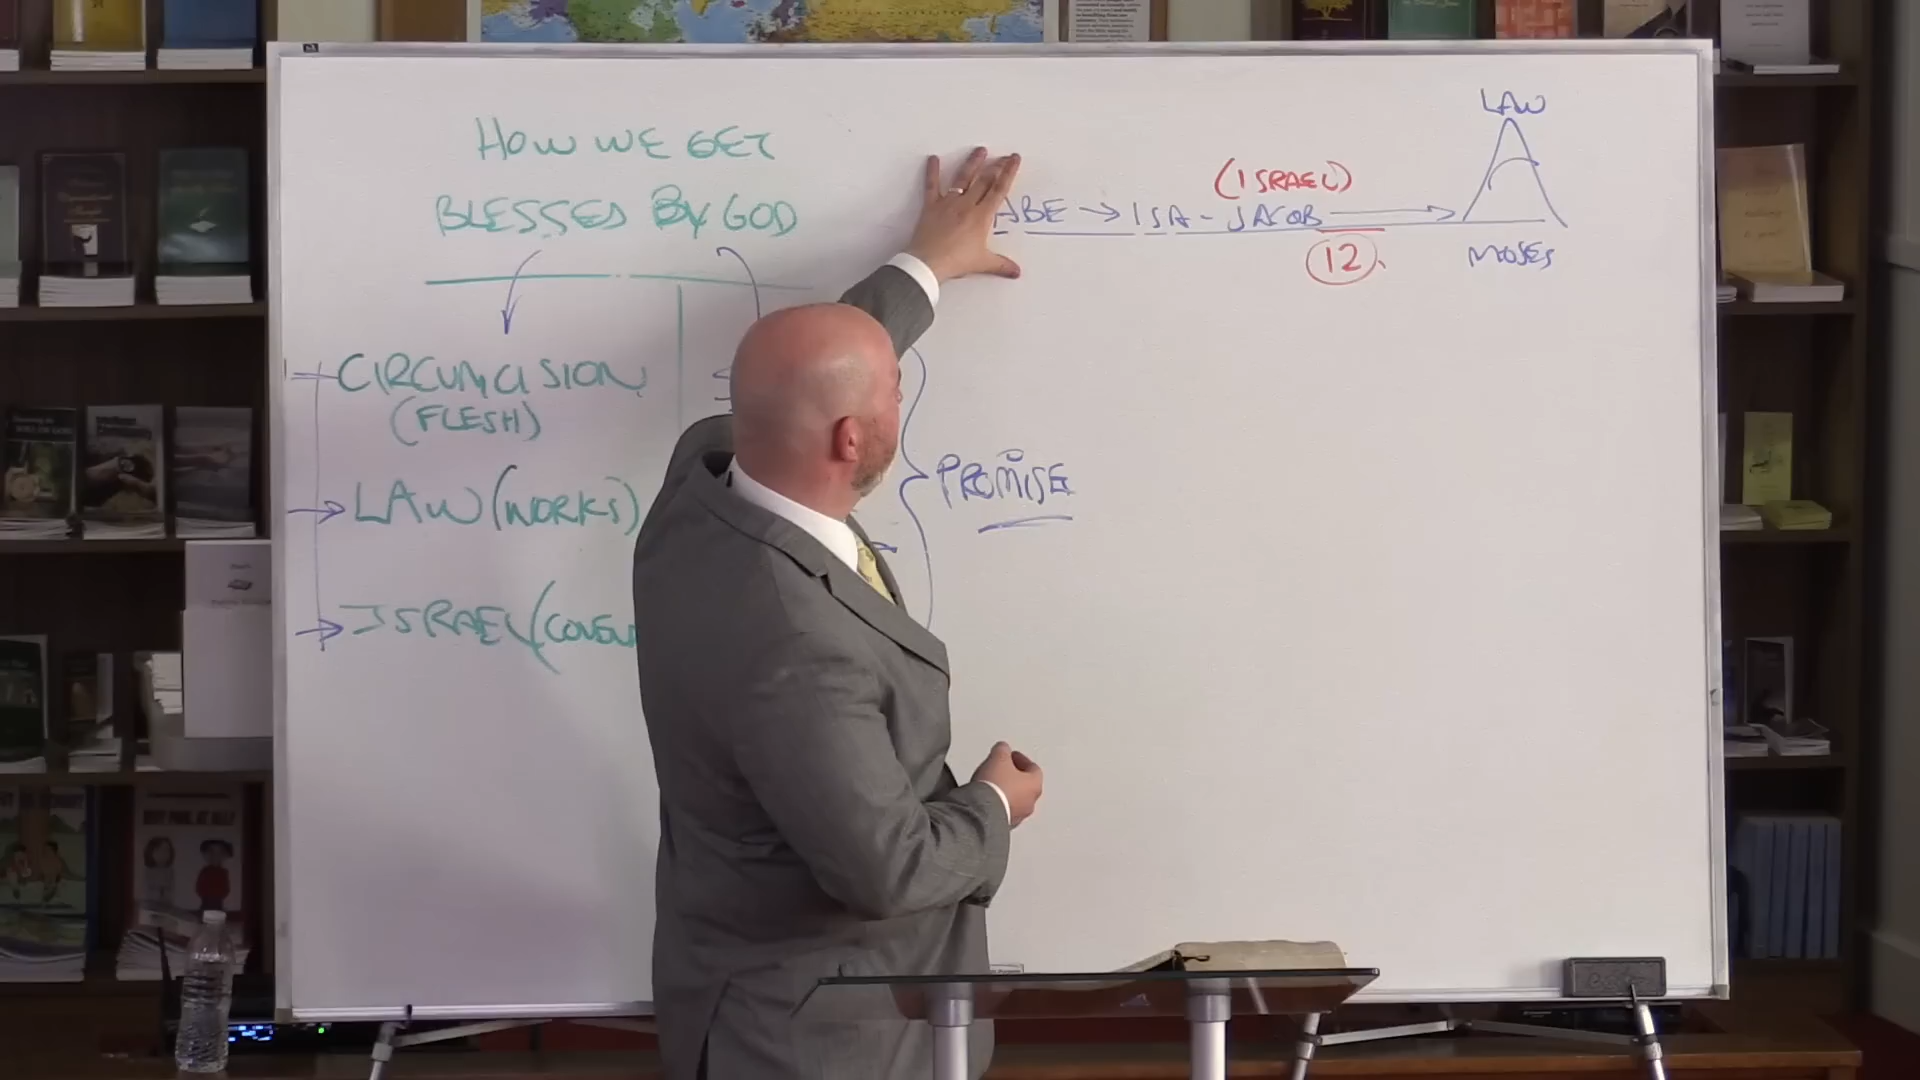 HOW WE GET
BLESSED BY GOD
CIRCUMCISION
(FLESH)
LAW (WORKS)
ISRAEL (COVEN
PROMISE
(ISRAEL)
ABE → ISA - JACOB
12
LAW
MOSES